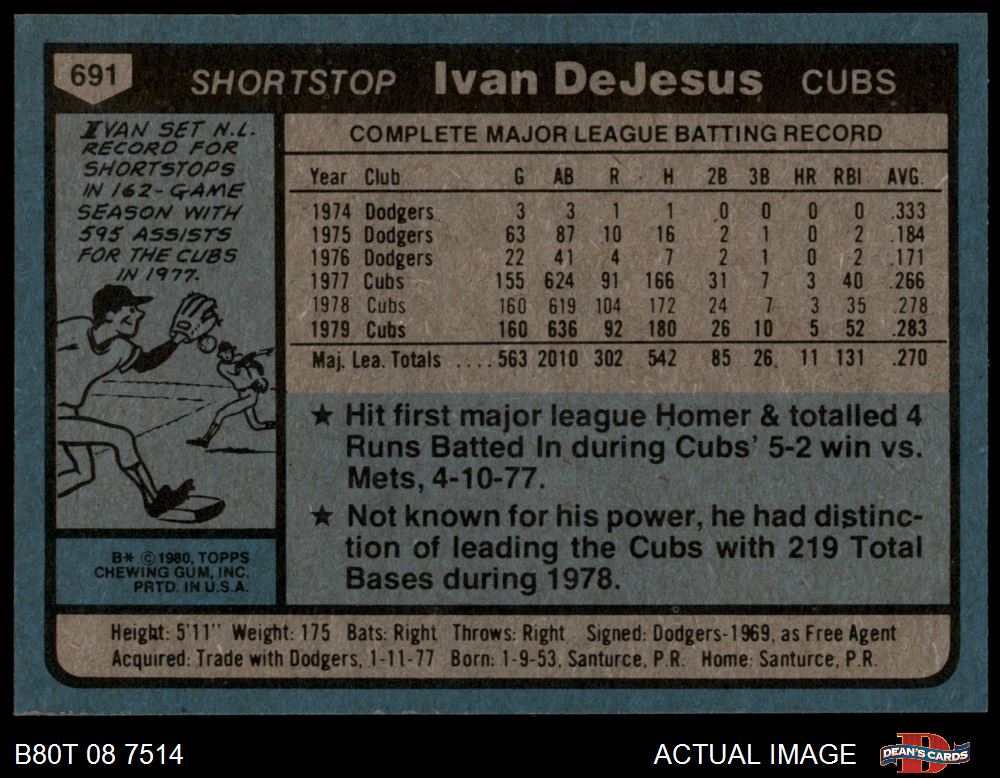 691 SHORTSTOP Ivan DeJesus CUBS
IVAN SET N.L.
RECORD FOR
SHORTSTOPS
IN 162-GAME
SEASON WITH
595 ASSISTS
FOR THE CUBS
IN 1977.
COMPLETE MAJOR LEAGUE BATTING RECORD
Year Club G AB R H 2B 3B HR RBI AVG.
1974 Dodgers 3 3 1 1 0 0 0 0 .333
1975 Dodgers 63 87 10 16 2 1 0 2 .184
1976 Dodgers 22 41 4 7 2 1 0 2 .171
1977 Cubs 155 624 91 166 31 7 3 40 .266
1978 Cubs 160 619 104 172 24 7 3 35 .278
1979 Cubs 160 636 92 180 26 10 5 52 .283
Maj. Lea. Totals ....563 2010 302 542 85 26 11 131 .270
★ Hit first major league Homer & totalled 4
Runs Batted In during Cubs' 5-2 win vs.
Mets, 4-10-77.
★ Not known for his power, he had distinc-
tion of leading the Cubs with 219 Total
Bases during 1978.
B* © 1980, TOPPS
CHEWING GUM, INC.
PRTD. IN U.S.A.
Height: 5'11" Weight: 175 Bats: Right Throws: Right Signed: Dodgers-1969, as Free Agent
Acquired: Trade with Dodgers, 1-11-77 Born: 1-9-53, Santurce, P.R. Home: Santurce, P.R.
B80T 08 7514
ACTUAL IMAGE
D
DEAN'S CARDS